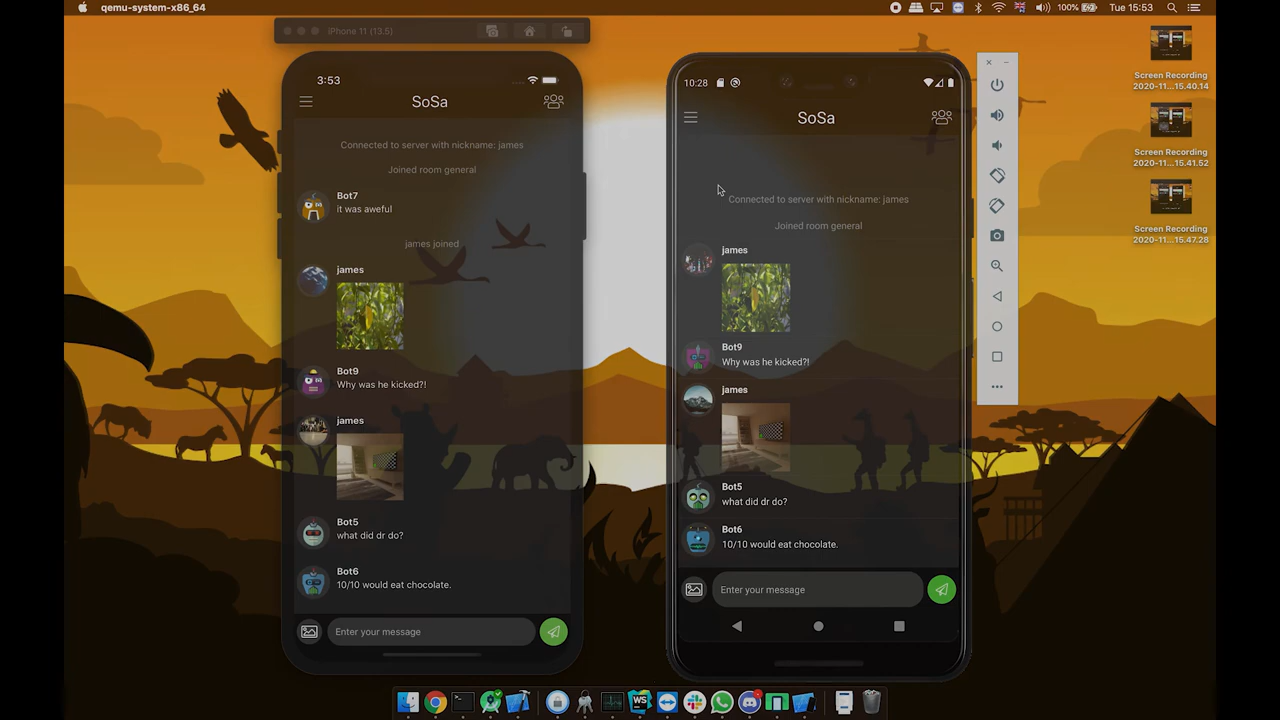 qemu-system-x86_64
100%
Tue 15:53
iPhone 11 (13.5)
3:53
SoSa
Connected to server with nickname: james
Joined room general
Bot7
it was aweful
james joined
james
Bot9
Why was he kicked?!
james
Bot5
what did dr do?
Bot6
10/10 would eat chocolate.
Enter your message
10:28
SoSa
Connected to server with nickname: james
Joined room general
james
Bot9
Why was he kicked?!
james
Bot5
what did dr do?
Bot6
10/10 would eat chocolate.
Enter your message
Screen Recording
2020-11...15.40.14
Screen Recording
2020-11...15.41.52
Screen Recording
2020-11...15.47.28
WS